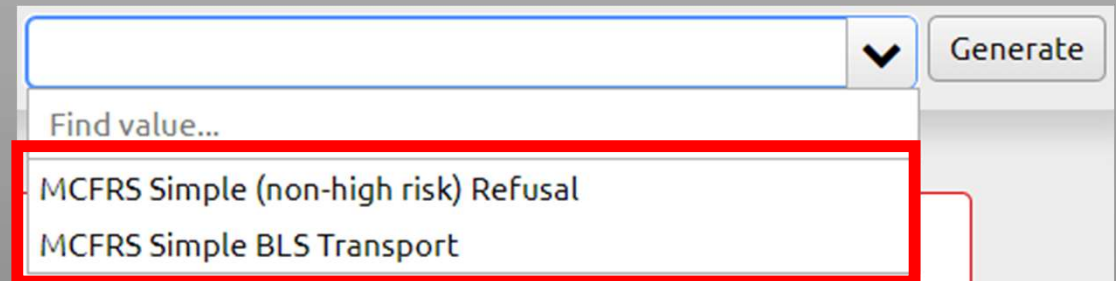 Generate
Find value...
MCFRS Simple (non-high risk) Refusal
MCFRS Simple BLS Transport